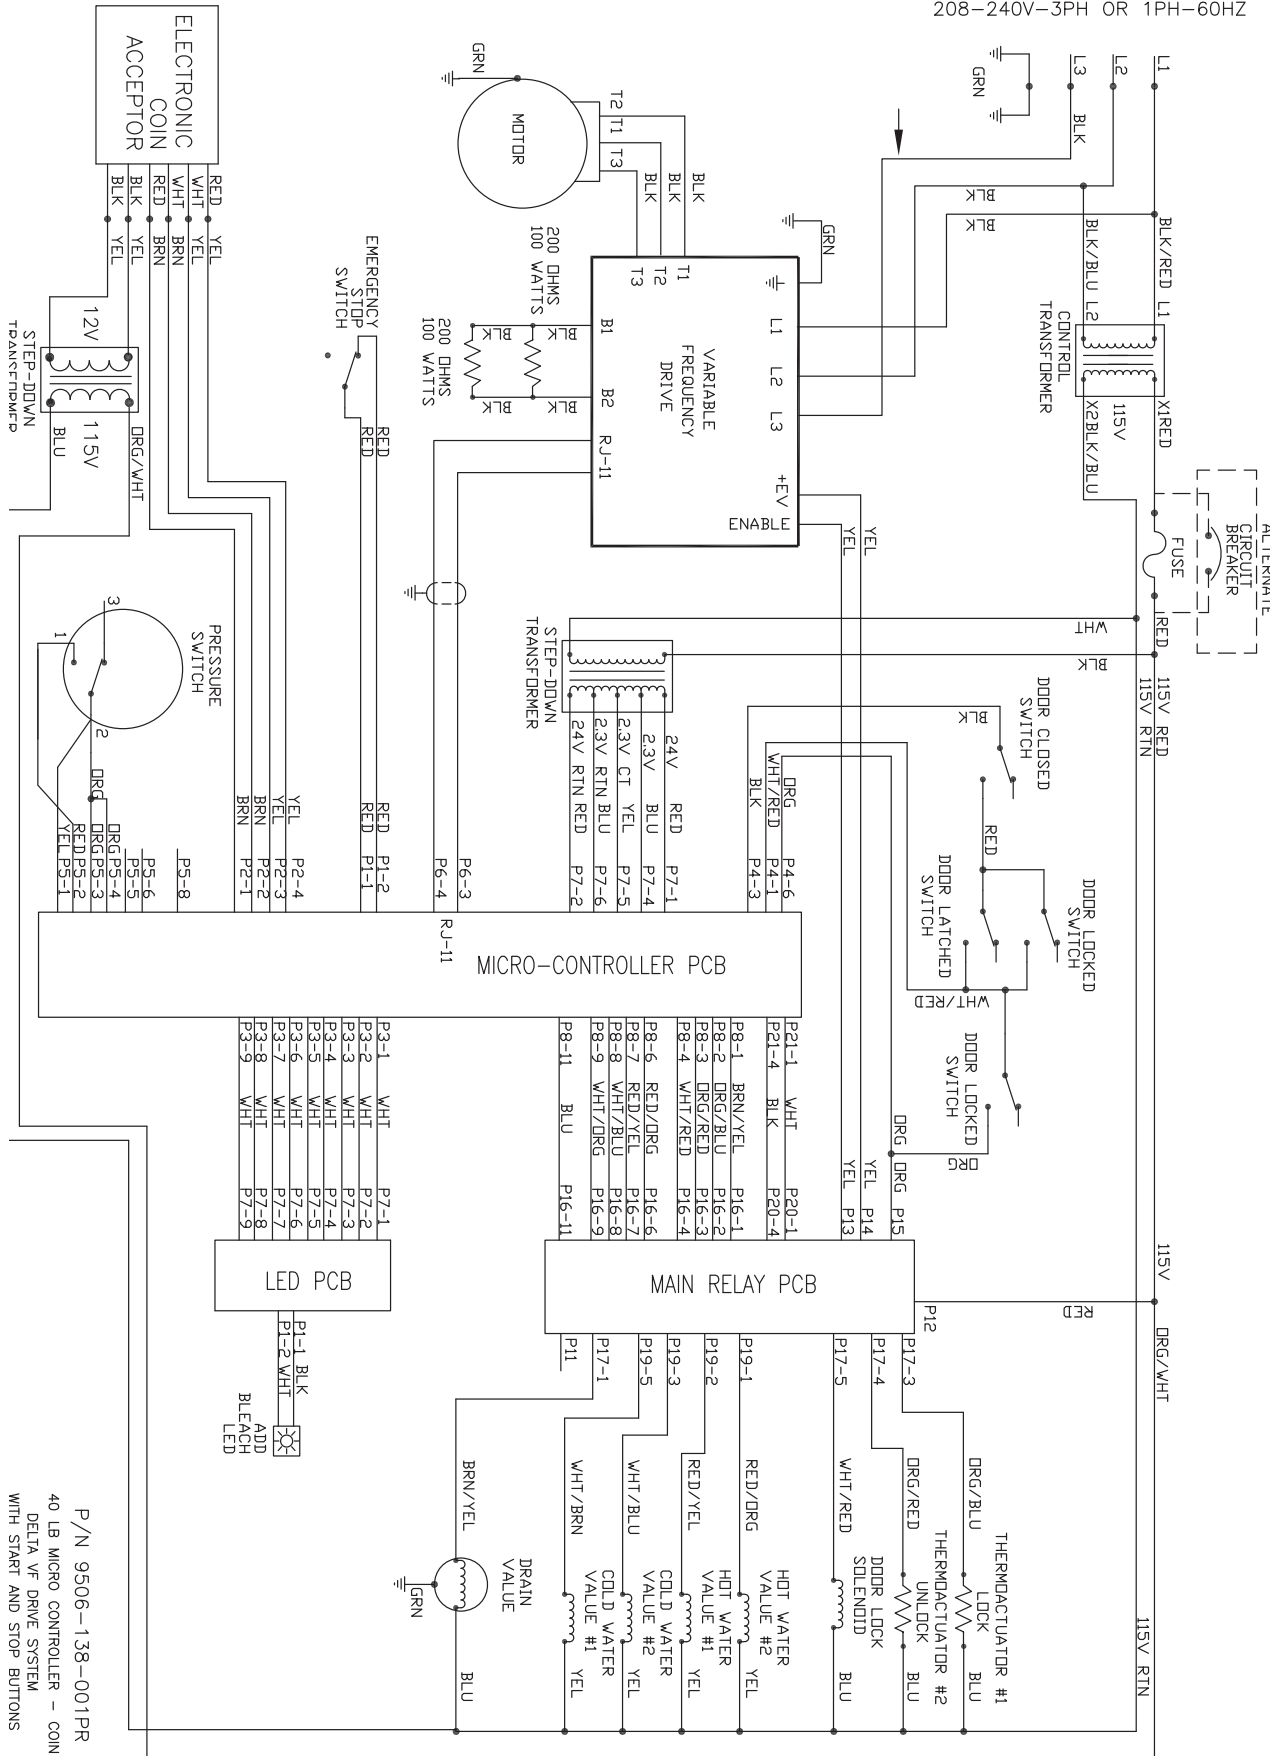 208-240V-3PH OR 1PH-60HZ
L1
L2
L3
GRN
BLK
BLK
BLK
BLK/RED L1
BLK/BLU L2
CONTROL
TRANSFORMER
115V
X1RED
X2BLK/BLU
ALTERNATE
CIRCUIT
BREAKER
FUSE
RED
WHT
BLK
115V RED
115V RTN
115V
RED
ORG/WHT
115V RTN
GRN
MOTOR
T2
T1
T3
BLK
BLK
BLK
GRN
T1
T2
T3
L1
L2
L3
VARIABLE
FREQUENCY
DRIVE
B1
B2
RJ-11
+EV
ENABLE
YEL
YEL
200 OHMS
100 WATTS
BLK
BLK
200 OHMS
100 WATTS
BLK
BLK
EMERGENCY
STOP
SWITCH
RED
RED
ELECTRONIC
COIN
ACCEPTOR
RED YEL
WHT YEL
WHT BRN
RED BRN
BLK YEL
BLK YEL
12V
115V
STEP-DOWN
TRANSFORMER
ORG/WHT
BLU
PRESSURE
SWITCH
3
1
2
ORG
STEP-DOWN
TRANSFORMER
24V RED P7-1
2.3V BLU P7-4
2.3V CT YEL P7-5
2.3V RTN BLU P7-6
24V RTN RED P7-2
DOOR CLOSED
SWITCH
BLK
RED
DOOR LOCKED
SWITCH
DOOR LATCHED
SWITCH
WHT/RED
DOOR LOCKED
SWITCH
ORG
ORG P4-6
WHT/RED P4-1
BLK P4-3
P6-3
P6-4
RED P1-2
RED P1-1
YEL P2-4
YEL P2-3
BRN P2-2
BRN P2-1
P5-8
P5-6
P5-5
ORG P5-4
ORG P5-3
RED P5-2
YEL P5-1
RJ-11
MICRO-CONTROLLER PCB
ORG ORG P15
YEL P14
YEL P13
P21-1 WHT P20-1
P21-4 BLK P20-4
P8-1 BRN/YEL P16-1
P8-2 ORG/BLU P16-2
P8-3 ORG/RED P16-3
P8-4 WHT/RED P16-4
P8-6 RED/ORG P16-6
P8-7 RED/YEL P16-7
P8-8 WHT/BLU P16-8
P8-9 WHT/ORG P16-9
P8-11 BLU P16-11
P3-1 WHT P7-1
P3-2 WHT P7-2
P3-3 WHT P7-3
P3-4 WHT P7-4
P3-5 WHT P7-5
P3-6 WHT P7-6
P3-7 WHT P7-7
P3-8 WHT P7-8
P3-9 WHT P7-9
MAIN RELAY PCB
P12
LED PCB
P1-1 BLK
P1-2 WHT
ADD
BLEACH
LED
P17-3
P17-4
P17-5
P19-1
P19-2
P19-3
P19-5
P17-1
P11
ORG/BLU
THERMOACTUATOR #1
LOCK
BLU
ORG/RED
THERMOACTUATOR #2
UNLOCK
BLU
WHT/RED
DOOR LOCK
SOLENOID
BLU
RED/ORG
HOT WATER
VALUE #2
YEL
RED/YEL
HOT WATER
VALUE #1
YEL
WHT/BLU
COLD WATER
VALUE #2
YEL
WHT/BRN
COLD WATER
VALUE #1
YEL
BRN/YEL
DRAIN
VALUE
GRN
BLU
P/N 9506-138-001PR
40 LB MICRO CONTROLLER - COIN
DELTA VF DRIVE SYSTEM
WITH START AND STOP BUTTONS